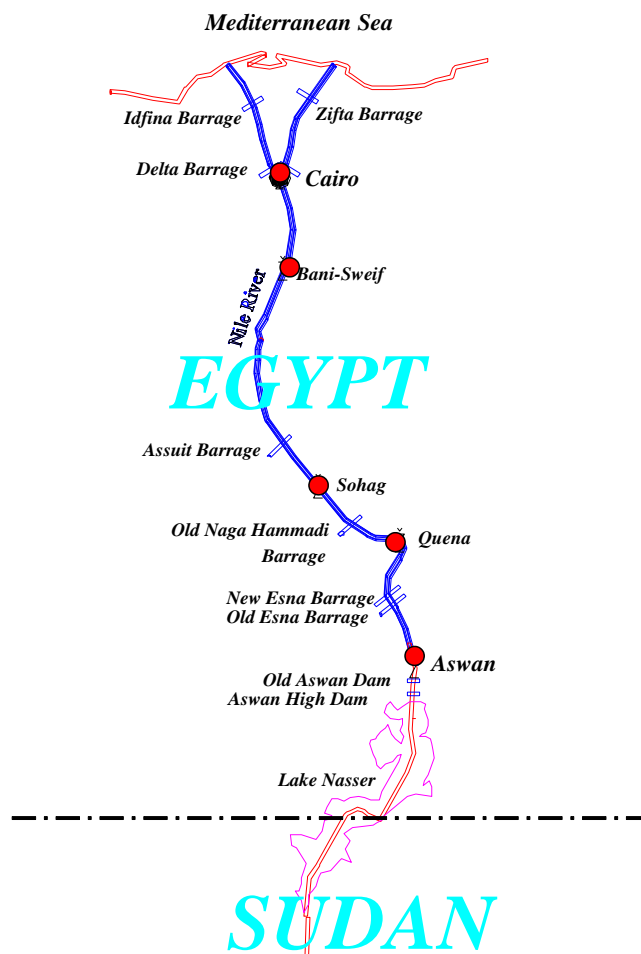 Mediterranean Sea
Idfina Barrage
Zifta Barrage
Delta Barrage
Cairo
Bani-Sweif
Nile River
EGYPT
Assuit Barrage
Sohag
Old Naga Hammadi
Barrage
Quena
New Esna Barrage
Old Esna Barrage
Aswan
Old Aswan Dam
Aswan High Dam
Lake Nasser
SUDAN